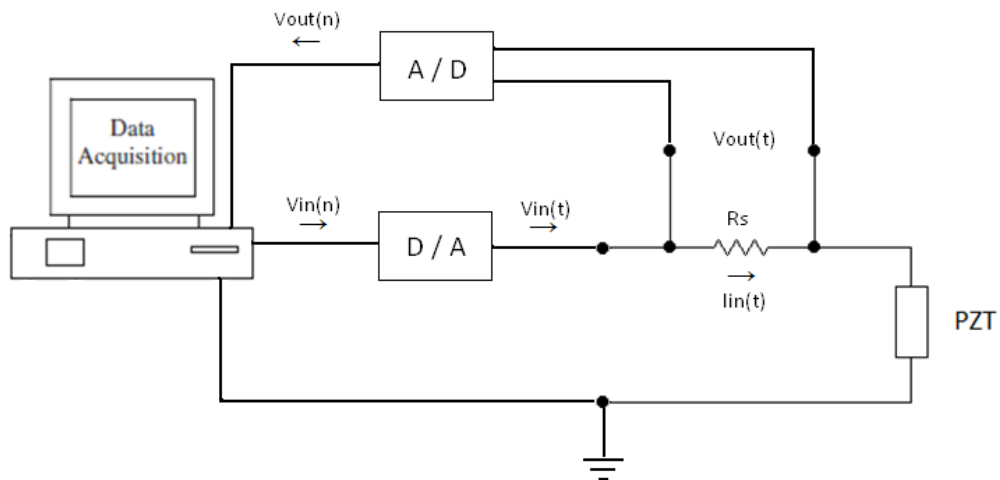 Vout(n)
←
A / D
Data
Acquisition
Vout(t)
Vin(n)
→
D / A
Vin(t)
→
Rs
→
Iin(t)
PZT